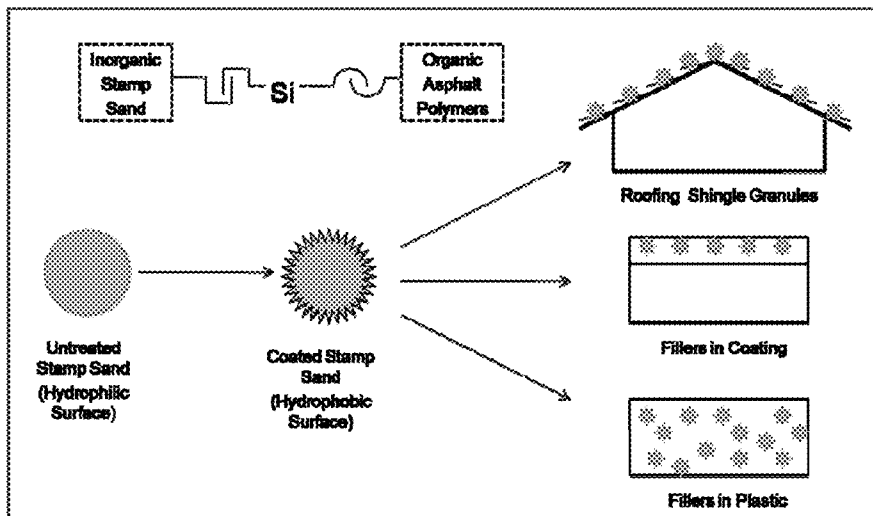 Inorganic
Stamp
Sand
Si
Organic
Asphalt
Polymers
Roofing Shingle Granules
Untreated
Stamp Sand
(Hydrophilic
Surface)
Coated Stamp
Sand
(Hydrophobic
Surface)
Fillers in Coating
Fillers in Plastic